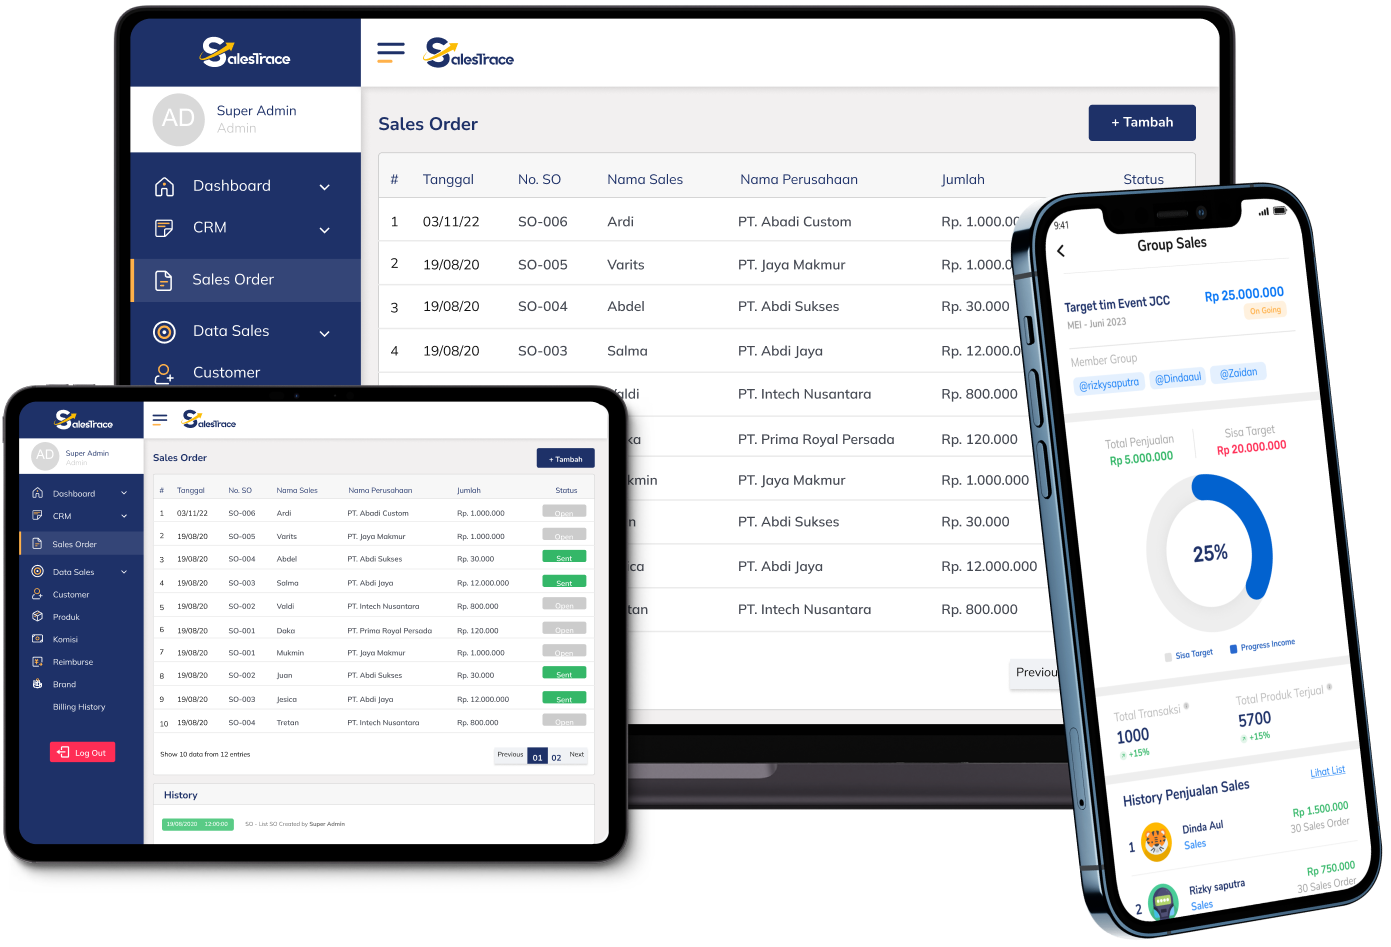 SalesTrace
SalesTrace
AD
Super Admin
Admin
Dashboard
CRM
Sales Order
Data Sales
Customer
Sales Order
+ Tambah
# Tanggal No. SO Nama Sales Nama Perusahaan Jumlah Status
1 03/11/22 SO-006 Ardi PT. Abadi Custom Rp. 1.000.00
2 19/08/20 SO-005 Varits PT. Jaya Makmur Rp. 1.000.0
3 19/08/20 SO-004 Abdel PT. Abdi Sukses Rp. 30.000
4 19/08/20 SO-003 Salma PT. Abdi Jaya Rp. 12.000.0
aldi PT. Intech Nusantara Rp. 800.000
ka PT. Prima Royal Persada Rp. 120.000
kmin PT. Jaya Makmur Rp. 1.000.000
n PT. Abdi Sukses Rp. 30.000
ca PT. Abdi Jaya Rp. 12.000.000
tan PT. Intech Nusantara Rp. 800.000
Previou
SalesTrace
SalesTrace
AD
Super Admin
Admin
Dashboard
CRM
Sales Order
Data Sales
Customer
Produk
Komisi
Reimburse
Brand
Billing History
Log Out
Sales Order
+ Tambah
# Tanggal No. SO Nama Sales Nama Perusahaan Jumlah Status
1 03/11/22 SO-006 Ardi PT. Abadi Custom Rp. 1.000.000 Open
2 19/08/20 SO-005 Varits PT. Jaya Makmur Rp. 1.000.000 Open
3 19/08/20 SO-004 Abdel PT. Abdi Sukses Rp. 30.000 Sent
4 19/08/20 SO-003 Salma PT. Abdi Jaya Rp. 12.000.000 Sent
5 19/08/20 SO-002 Valdi PT. Intech Nusantara Rp. 800.000 Open
6 19/08/20 SO-001 Daka PT. Prima Royal Persada Rp. 120.000 Open
7 19/08/20 SO-001 Mukmin PT. Jaya Makmur Rp. 1.000.000 Open
8 19/08/20 SO-002 Juan PT. Abdi Sukses Rp. 30.000 Sent
9 19/08/20 SO-003 Jesica PT. Abdi Jaya Rp. 12.000.000 Sent
10 19/08/20 SO-004 Tretan PT. Intech Nusantara Rp. 800.000 Open
Show 10 data from 12 entries
Previous 01 02 Next
History
19/08/2020 12:00:00 SO - List SO Created by Super Admin
9:41
Group Sales
Target tim Event JCC Rp 25.000.000
MEI - Juni 2023 On Going
Member Group
@rizkysaputra @Dindaaul @Zaidan
Total Penjualan Sisa Target
Rp 5.000.000 Rp 20.000.000
25%
Sisa Target Progress Income
Total Transaksi Total Produk Terjual
1000 5700
+15% +15%
History Penjualan Sales Lihat List
1 Dinda Aul Rp 1.500.000
Sales 30 Sales Order
2 Rizky saputra Rp 750.000
Sales 30 Sales Order